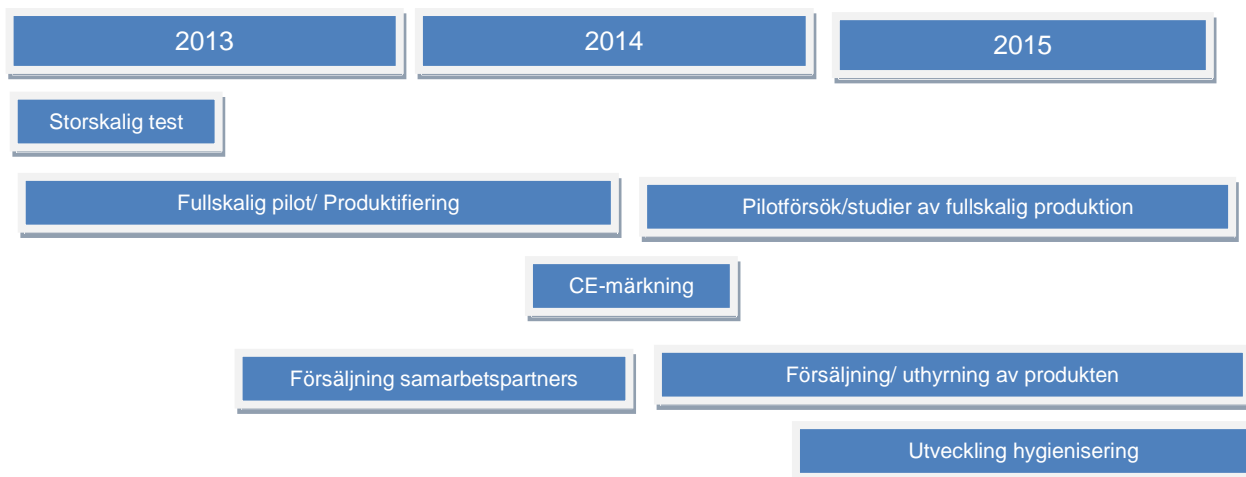 2013
2014
2015
Storskalig test
Fullskalig pilot/ Produktifiering
Pilotförsök/studier av fullskalig produktion
CE-märkning
Försäljning samarbetspartners
Försäljning/ uthyrning av produkten
Utveckling hygienisering